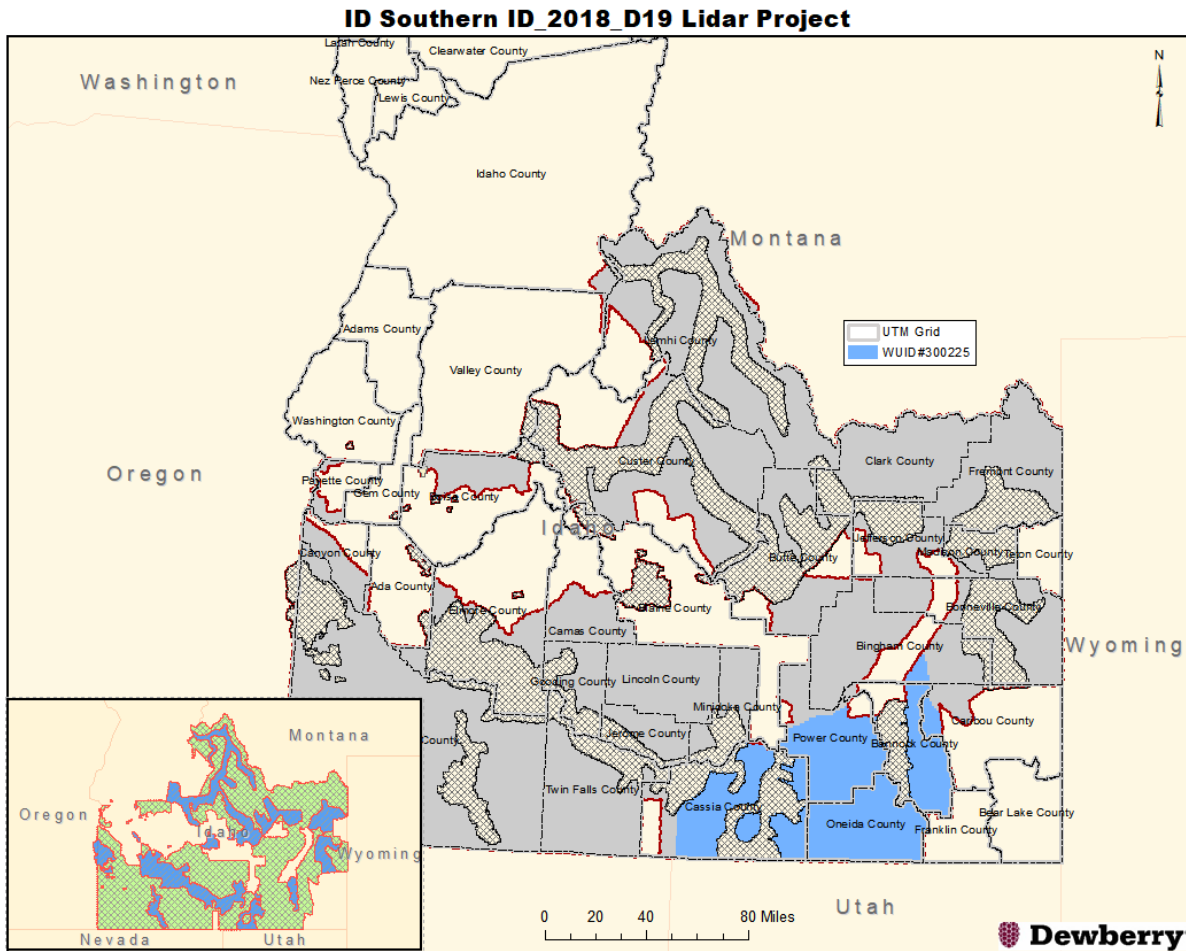 ID Southern ID_2018_D19 Lidar Project
Latah County
Clearwater County
Washington
N
Nez Perce County
Lewis County
Idaho County
Montana
UTM Grid
WUID#300225
Adams County
Lemhi County
Valley County
Washington County
Oregon
Custer County
Clark County
Fremont County
Payette County
Gem County
Boise County
Idaho
Jefferson County
Canyon County
Butte County
Madison County
Teton County
Ada County
Elmore County
Blaine County
Bonneville County
Camas County
Bingham County
Wyoming
Gooding County
Lincoln County
Minidoka County
Caribou County
Jerome County
Power County
Bannock County
County
Twin Falls County
Cassia County
Oneida County
Bear Lake County
Franklin County
Montana
Oregon
Idaho
Wyoming
Nevada
Utah
0 20 40 80 Miles
Utah
Dewberry